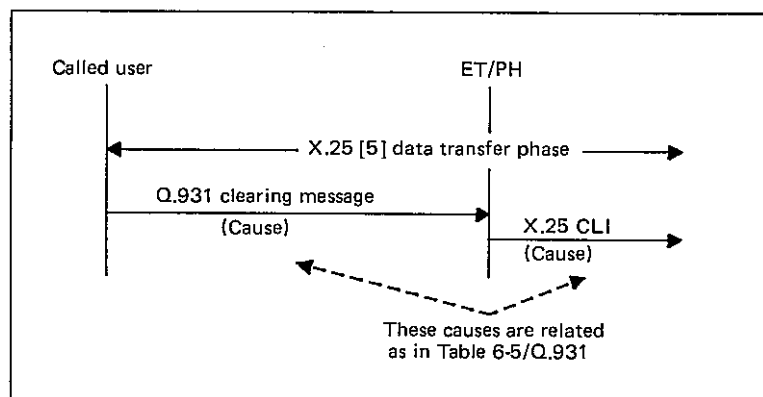 Called user
ET/PH
X.25 [5] data transfer phase
Q.931 clearing message
(Cause)
X.25 CLI
(Cause)
These causes are related
as in Table 6-5/Q.931